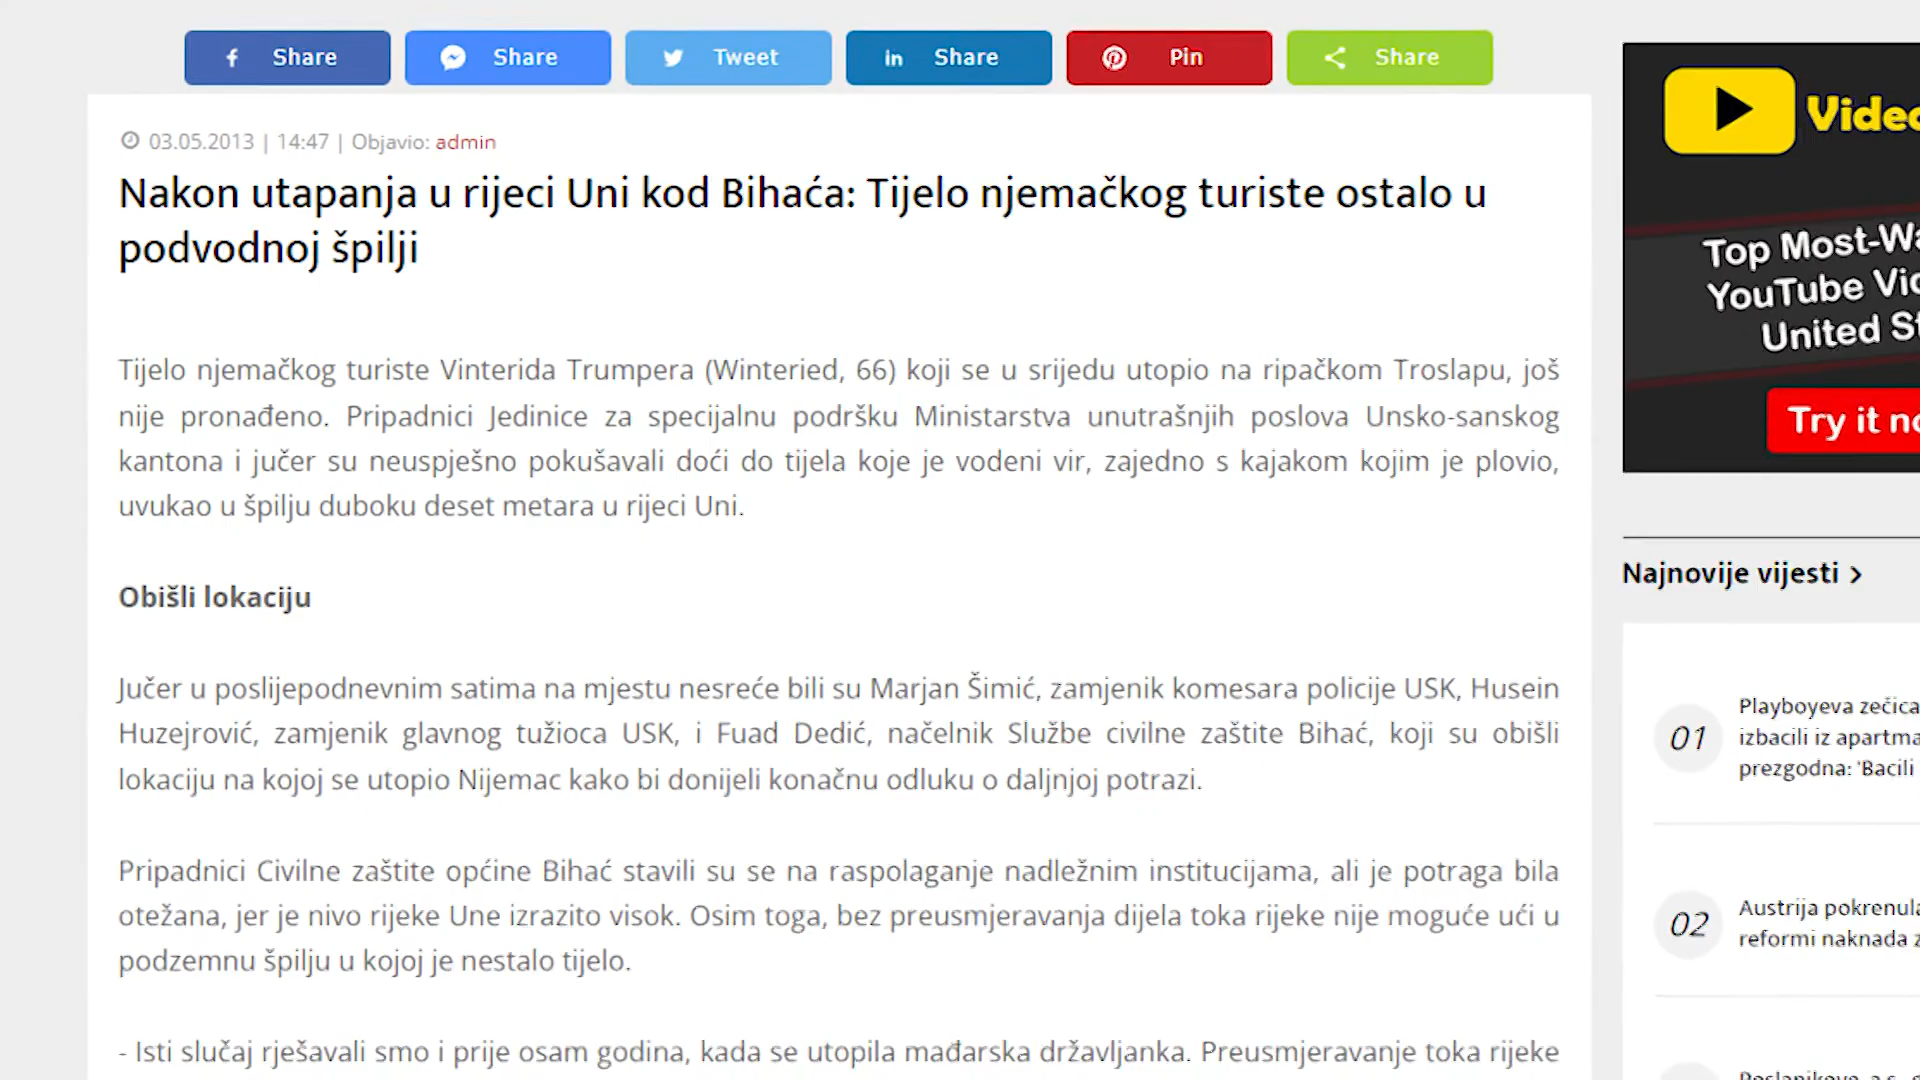 Share
Share
Tweet
Share
Pin
Share
03.05.2013 | 14:47 | Objavio: admin
Nakon utapanja u rijeci Uni kod Bihaća: Tijelo njemačkog turiste ostalo u
podvodnoj špilji
Tijelo njemačkog turiste Vinterida Trumpera (Winteried, 66) koji se u srijedu utopio na ripačkom Troslapu, još
nije pronađeno. Pripadnici Jedinice za specijalnu podršku Ministarstva unutrašnjih poslova Unsko-sanskog
kantona i jučer su neuspješno pokušavali doći do tijela koje je vodeni vir, zajedno s kajakom kojim je plovio,
uvukao u špilju duboku deset metara u rijeci Uni.
Obišli lokaciju
Jučer u poslijepodnevnim satima na mjestu nesreće bili su Marjan Šimić, zamjenik komesara policije USK, Husein
Huzejrović, zamjenik glavnog tužioca USK, i Fuad Dedić, načelnik Službe civilne zaštite Bihać, koji su obišli
lokaciju na kojoj se utopio Nijemac kako bi donijeli konačnu odluku o daljnjoj potrazi.
Pripadnici Civilne zaštite općine Bihać stavili su se na raspolaganje nadležnim institucijama, ali je potraga bila
otežana, jer je nivo rijeke Une izrazito visok. Osim toga, bez preusmjeravanja dijela toka rijeke nije moguće ući u
podzemnu špilju u kojoj je nestalo tijelo.
- Isti slučaj rješavali smo i prije osam godina, kada se utopila mađarska državljanka. Preusmjeravanje toka rijeke
Video
Top Most-Wa
YouTube Vid
United St
Try it no
Najnovije vijesti
01
Playboyeva zečica
izbacili iz apartma
prezgodna: 'Bacili
02
Austrija pokrenula
reformi naknada z